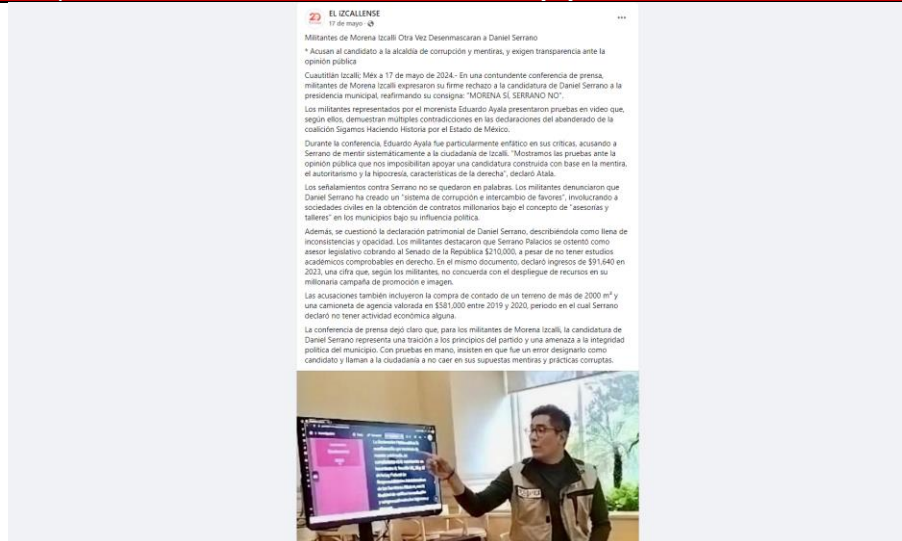 EL iZCALLENSE
17 de mayo ·
Militantes de Morena Izcalli Otra Vez Desenmascaran a Daniel Serrano
* Acusan al candidato a la alcaldía de corrupción y mentiras, y exigen transparencia ante la
opinión pública
Cuautitlán Izcalli; Méx a 17 de mayo de 2024.- En una contundente conferencia de prensa,
militantes de Morena Izcalli expresaron su firme rechazo a la candidatura de Daniel Serrano a la
presidencia municipal, reafirmando su consigna: "MORENA SÍ, SERRANO NO".
Los militantes representados por el morenista Eduardo Ayala presentaron pruebas en video que,
según ellos, demuestran múltiples contradicciones en las declaraciones del abanderado de la
coalición Sigamos Haciendo Historia por el Estado de México.
Durante la conferencia, Eduardo Ayala fue particularmente enfático en sus críticas, acusando a
Serrano de mentir sistemáticamente a la ciudadanía de Izcalli. "Mostramos las pruebas ante la
opinión pública que nos imposibilitan apoyar una candidatura construida con base en la mentira,
el autoritarismo y la hipocresía, características de la derecha", declaró Atala.
Los señalamientos contra Serrano no se quedaron en palabras. Los militantes denunciaron que
Daniel Serrano ha creado un "sistema de corrupción e intercambio de favores", involucrando a
sociedades civiles en la obtención de contratos millonarios bajo el concepto de "asesorías y
talleres" en los municipios bajo su influencia política.
Además, se cuestionó la declaración patrimonial de Daniel Serrano, describiéndola como llena de
inconsistencias y opacidad. Los militantes destacaron que Serrano Palacios se ostentó como
asesor legislativo cobrando al Senado de la República $210,000, a pesar de no tener estudios
académicos comprobables en derecho. En el mismo documento, declaró ingresos de $91,640 en
2023, una cifra que, según los militantes, no concuerda con el despliegue de recursos en su
millonaria campaña de promoción e imagen.
Las acusaciones también incluyeron la compra de contado de un terreno de más de 2000 m² y
una camioneta de agencia valorada en $581,000 entre 2019 y 2020, periodo en el cual Serrano
declaró no tener actividad económica alguna.
La conferencia de prensa dejó claro que, para los militantes de Morena Izcalli, la candidatura de
Daniel Serrano representa una traición a los principios del partido y una amenaza a la integridad
política del municipio. Con pruebas en mano, insisten en que fue un error designarlo como
candidato y llaman a la ciudadanía a no caer en sus supuestas mentiras y prácticas corruptas.